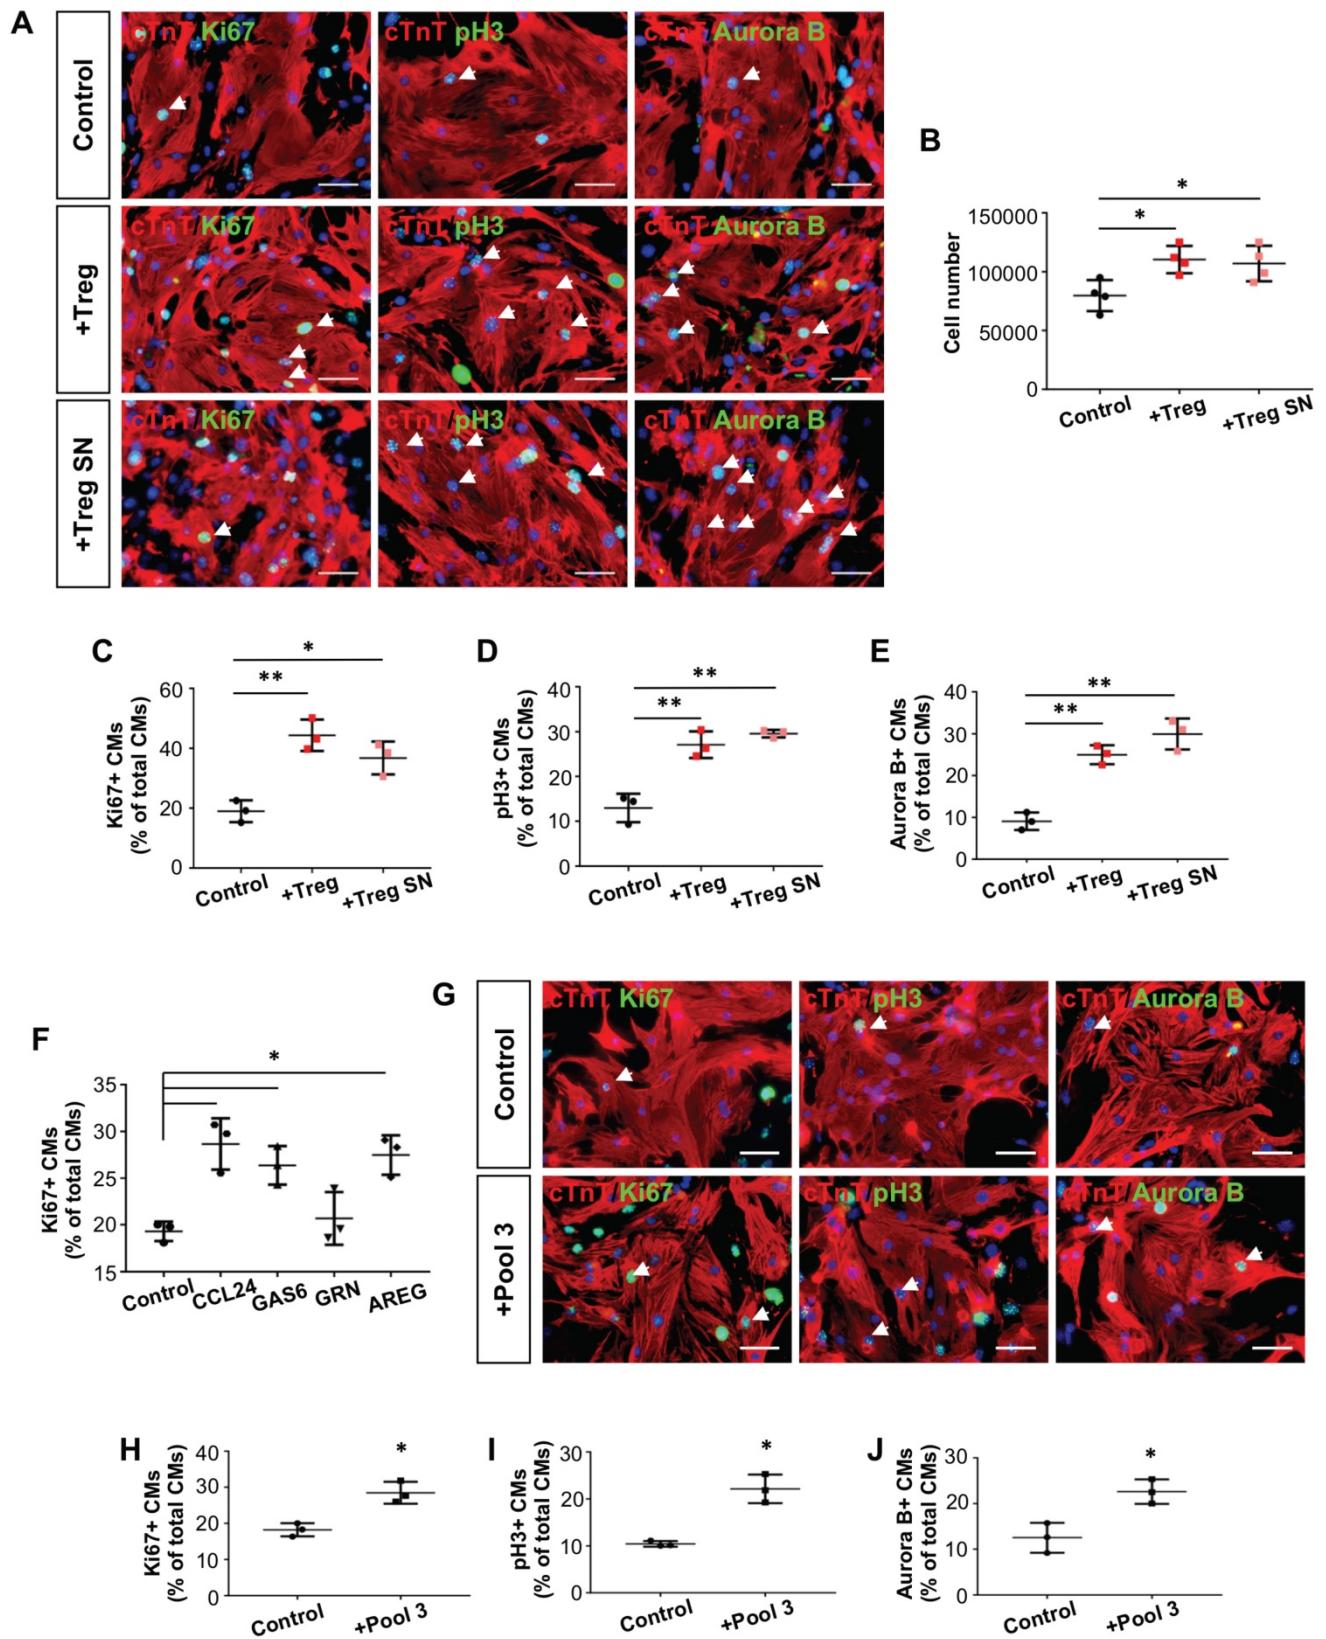 A
Control
cTnT/Ki67
cTnT/pH3
cTnT/Aurora B
+Treg
cTnT/Ki67
cTnT/pH3
cTnT/Aurora B
+Treg SN
cTnT/Ki67
cTnT/pH3
cTnT/Aurora B
B
*
*
Cell number
150000
100000
50000
0
Control
+Treg
+Treg SN
C
*
**
Ki67+ CMs
(% of total CMs)
60
40
20
0
Control
+Treg
+Treg SN
D
**
**
pH3+ CMs
(% of total CMs)
40
30
20
10
0
Control
+Treg
+Treg SN
E
**
**
Aurora B+ CMs
(% of total CMs)
40
30
20
10
0
Control
+Treg
+Treg SN
F
*
Ki67+ CMs
(% of total CMs)
35
30
25
20
15
Control
CCL24
GAS6
GRN
AREG
G
Control
cTnT/Ki67
cTnT/pH3
cTnT/Aurora B
+Pool 3
cTnT/Ki67
cTnT/pH3
cTnT/Aurora B
H
*
Ki67+ CMs
(% of total CMs)
40
30
20
10
0
Control
+Pool 3
I
*
pH3+ CMs
(% of total CMs)
30
20
10
0
Control
+Pool 3
J
*
Aurora B+ CMs
(% of total CMs)
30
20
10
0
Control
+Pool 3